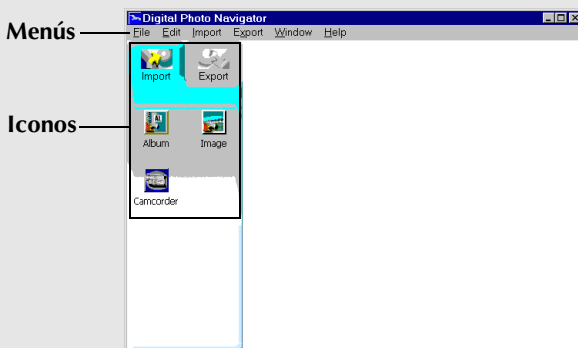 Digital Photo Navigator
Menús
File Edit Import Export Window Help
Import Export
Iconos
Album Image
Camcorder